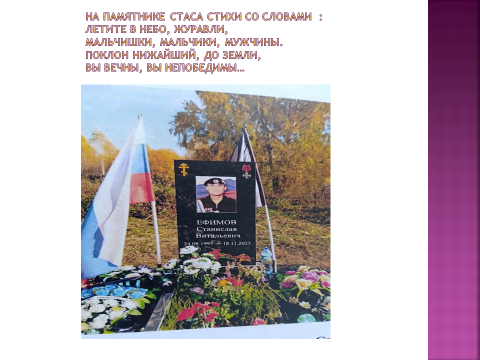 НА ПАМЯТНИКЕ СТАСА СТИХИ СО СЛОВАМИ :
ЛЕТИТЕ В НЕБО, ЖУРАВЛИ,
МАЛЬЧИШКИ, МАЛЬЧИКИ, МУЖЧИНЫ.
ПОКЛОН НИЖАЙШИЙ, ДО ЗЕМЛИ,
ВЫ ВЕЧНЫ, ВЫ НЕПОБЕДИМЫ…
ЕФИМОВ
Станислав
Витальевич